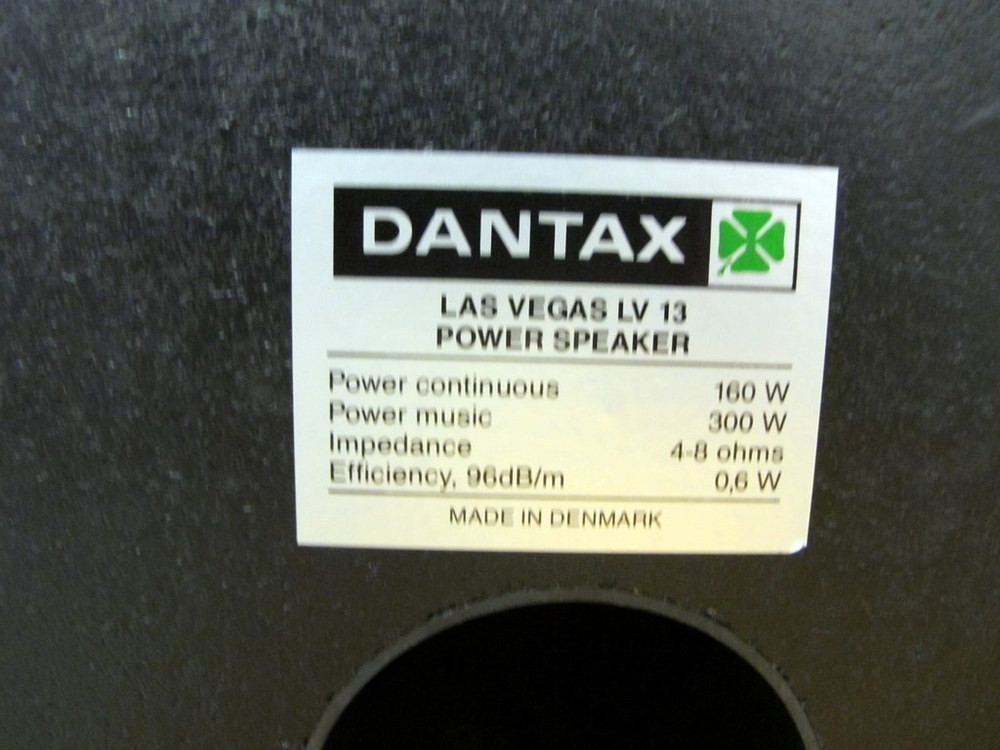 DANTAX
LAS VEGAS LV 13
POWER SPEAKER
Power continuous 160 W
Power music 300 W
Impedance 4-8 ohms
Efficiency, 96dB/m 0,6 W
MADE IN DENMARK